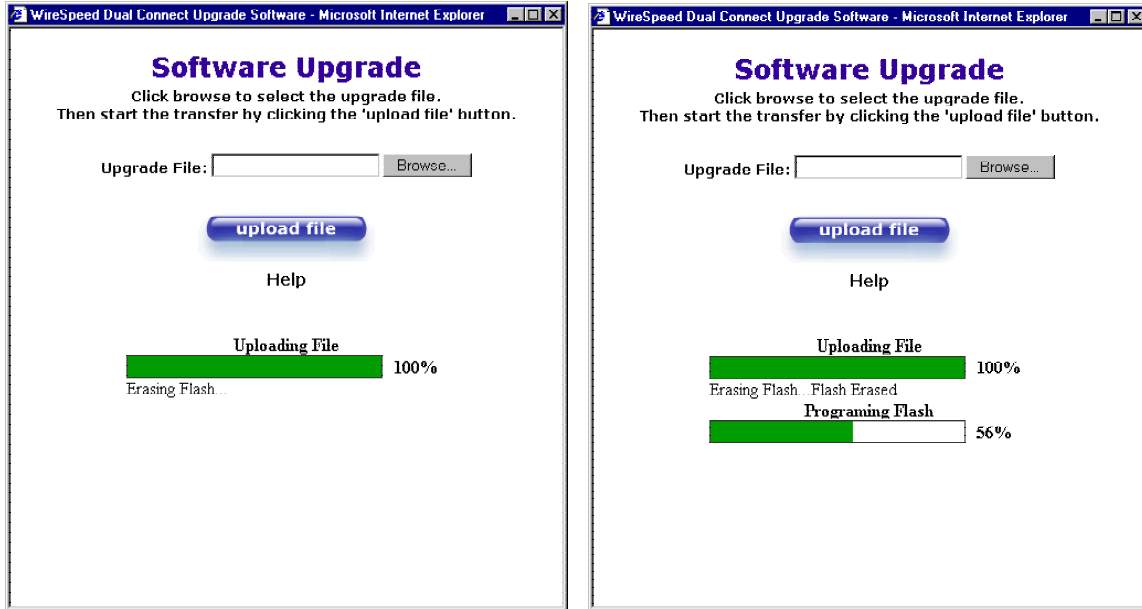 WireSpeed Dual Connect Upgrade Software - Microsoft Internet Explorer
Software Upgrade
Click browse to select the upgrade file.
Then start the transfer by clicking the 'upload file' button.
Upgrade File:
Browse...
upload file
Help
Uploading File
100%
Erasing Flash...
WireSpeed Dual Connect Upgrade Software - Microsoft Internet Explorer
Software Upgrade
Click browse to select the upgrade file.
Then start the transfer by clicking the 'upload file' button.
Upgrade File:
Browse...
upload file
Help
Uploading File
100%
Erasing Flash...Flash Erased
Programing Flash
56%